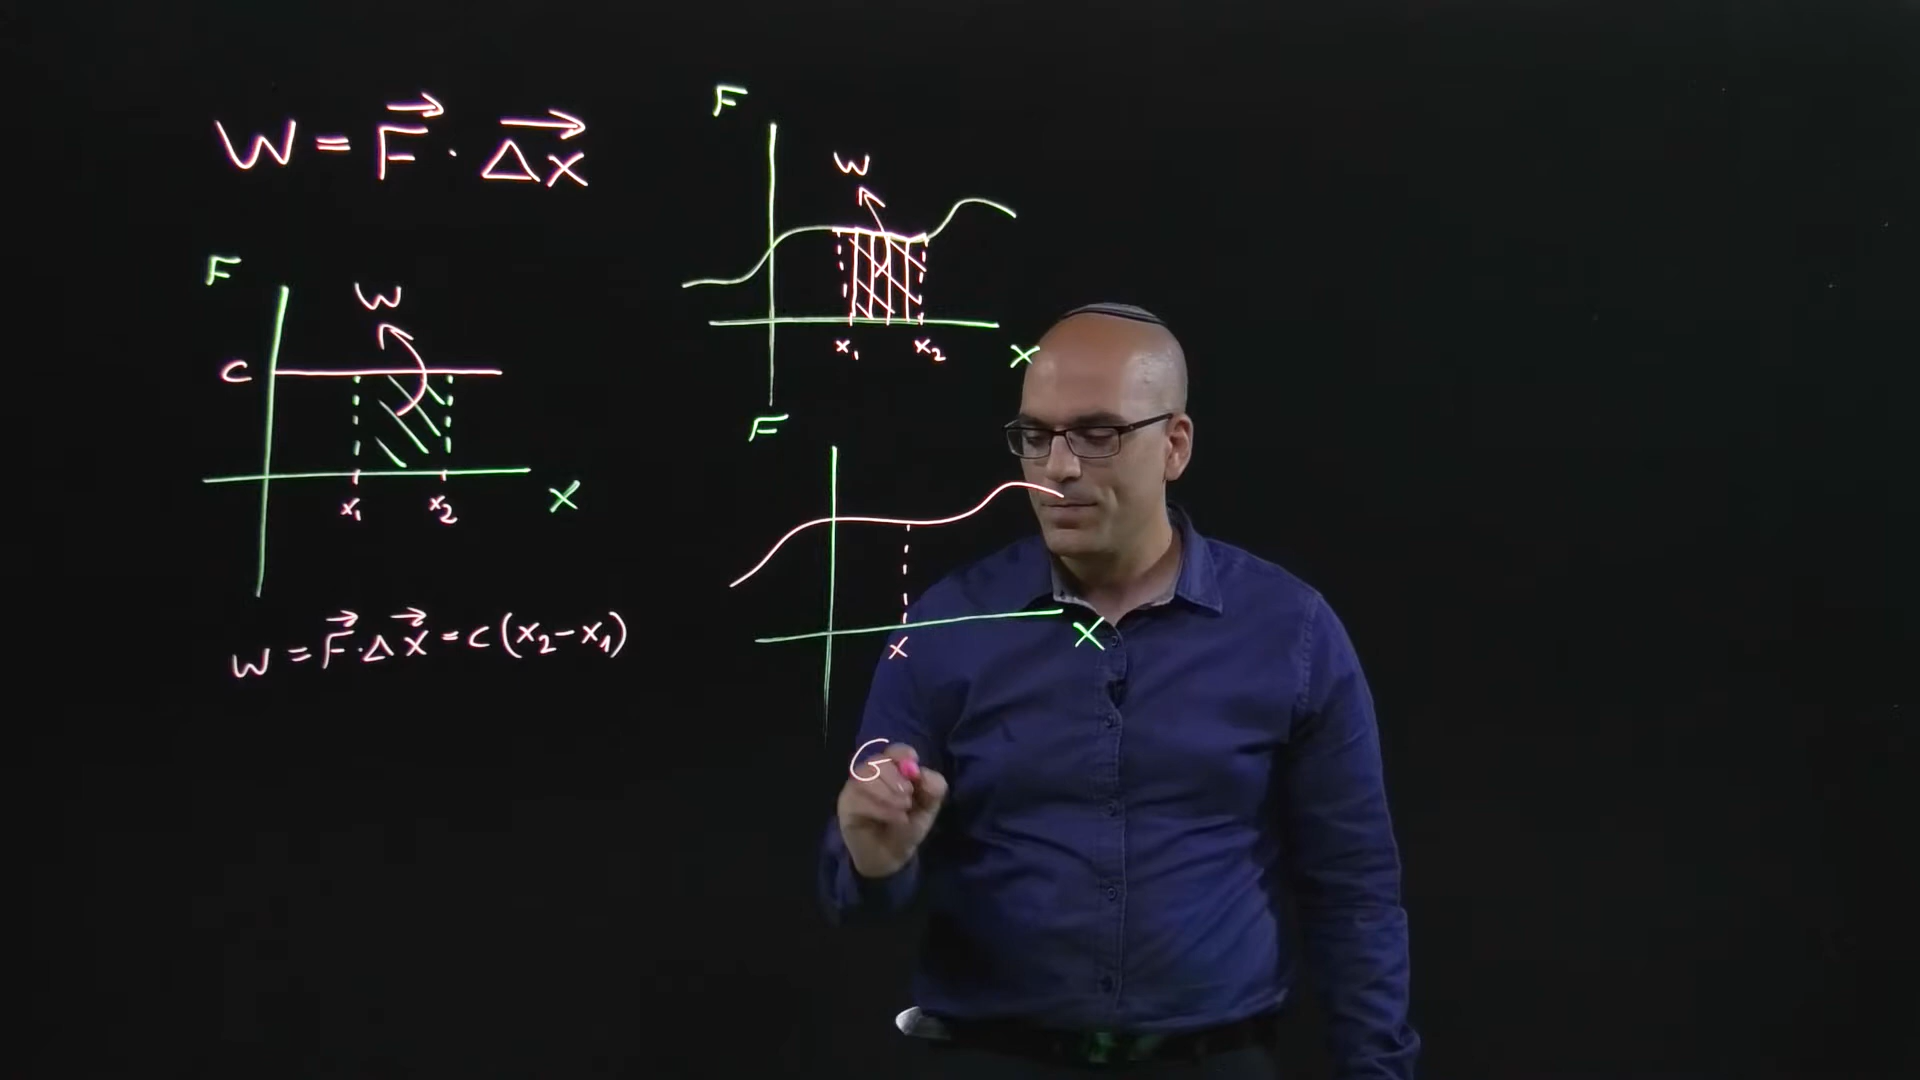 W = F⃗ · Δx⃗
F
W
C
x₁ x₂
X
W = F⃗ · Δx⃗ = c (x₂ − x₁)
F
W
x₁ x₂
X
F
x
X
G